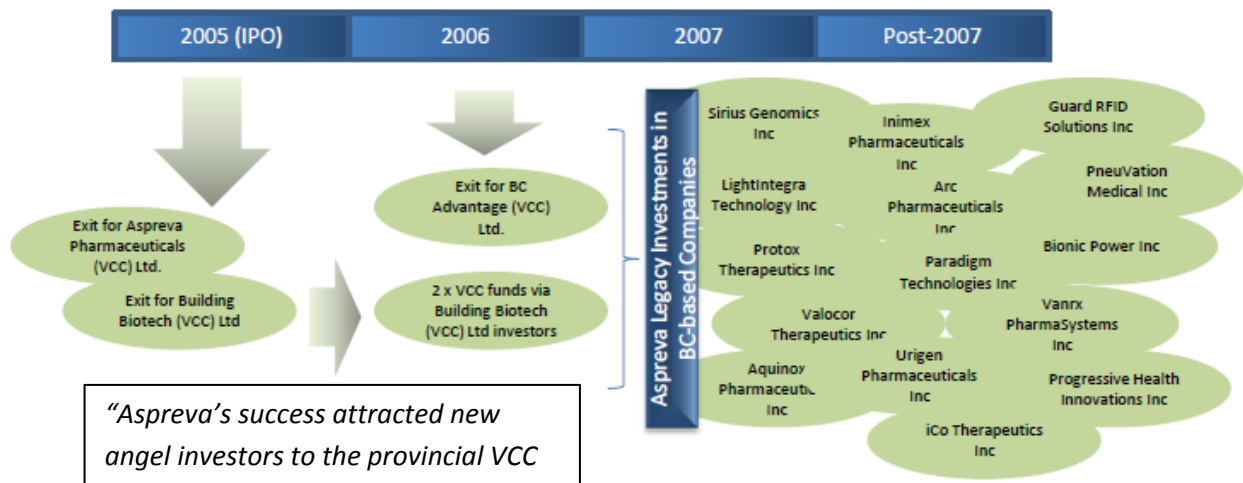 2005 (IPO)
2006
2007
Post-2007
Exit for Aspreva
Pharmaceuticals
(VCC) Ltd.
Exit for Building
Biotech (VCC) Ltd
Exit for BC
Advantage (VCC)
Ltd.
2 x VCC funds via
Building Biotech
(VCC) Ltd investors
Aspreva Legacy Investments in
BC-based Companies
Sirius Genomics
Inc
Inimex
Pharmaceuticals
Inc
Guard RFID
Solutions Inc
LightIntegra
Technology Inc
Arc
Pharmaceuticals
Inc
PneuVation
Medical Inc
Protox
Therapeutics Inc
Paradigm
Technologies Inc
Bionic Power Inc
Valocor
Therapeutics Inc
Vanrx
PharmaSystems
Inc
Aquinox
Pharmaceutic
Inc
Urigen
Pharmaceuticals
Inc
Progressive Health
Innovations Inc
iCo Therapeutics
Inc
“Aspreva’s success attracted new
angel investors to the provincial VCC